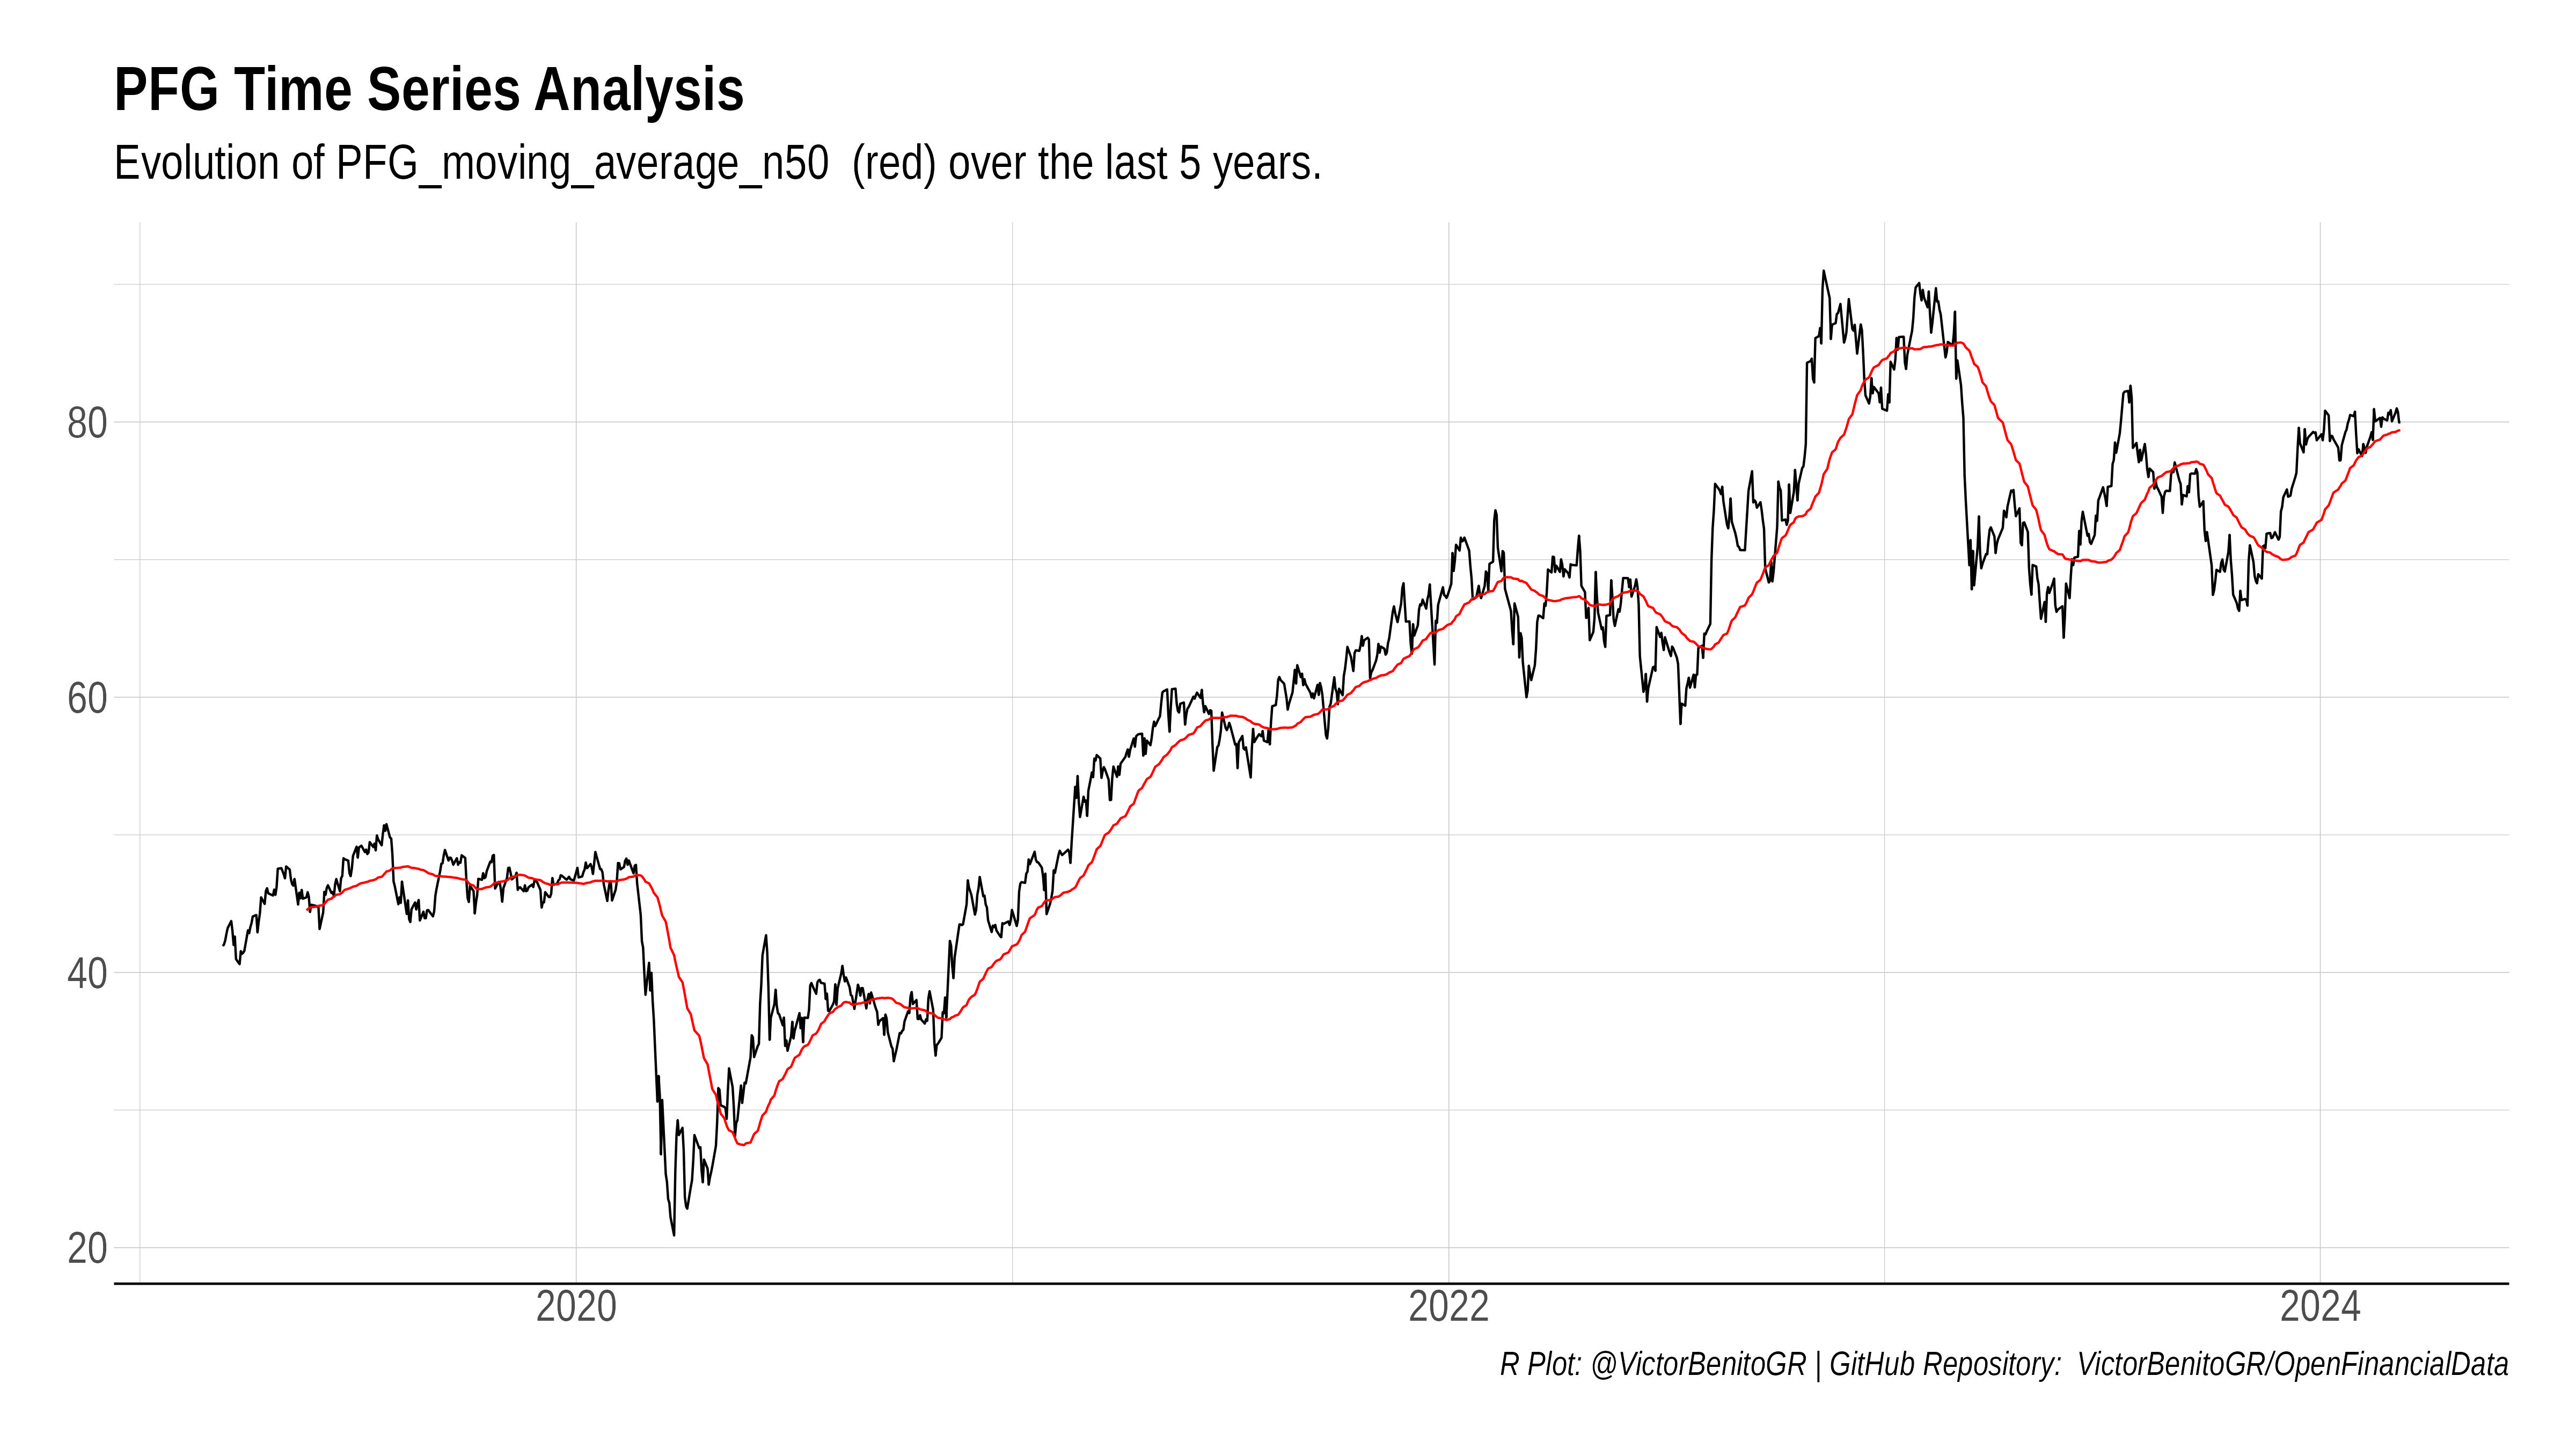 PFG Time Series Analysis
Evolution of PFG_moving_average_n50  (red) over the last 5 years.
80
60
40
20
2020 2022 2024
R Plot: @VictorBenitoGR | GitHub Repository:  VictorBenitoGR/OpenFinancialData